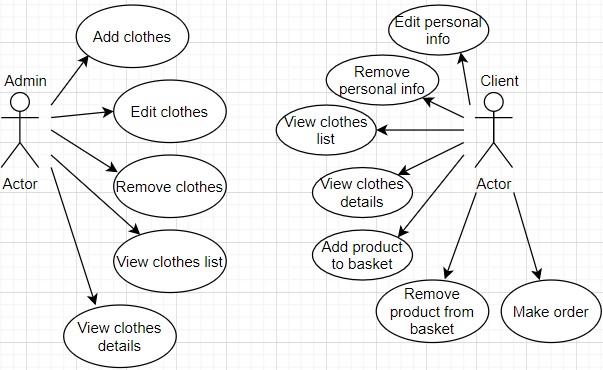 Add clothes
Admin
Edit clothes
Actor
Remove clothes
View clothes list
View clothes
details
Edit personal
info
Client
Remove
personal info
View clothes
list
View clothes
details
Actor
Add product
to basket
Remove
product from
basket
Make order